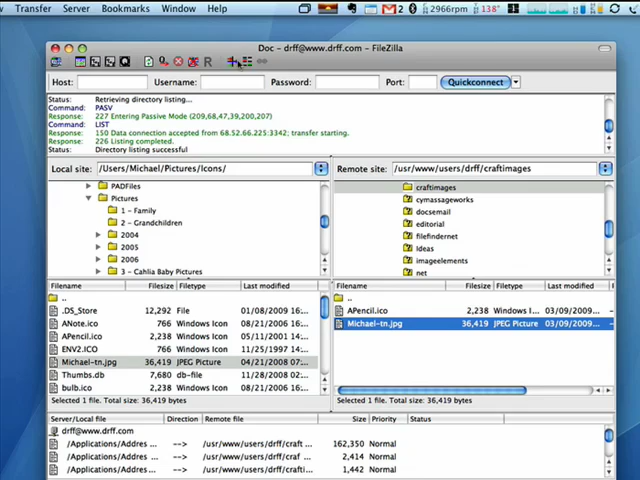 Transfer Server Bookmarks Window Help 2 2966rpm 138°
Doc - drff@www.drff.com - FileZilla
Host: Username: Password: Port: Quickconnect
Status: Retrieving directory listing...
Command: PASV
Response: 227 Entering Passive Mode (209,68,47,39,200,207)
Command: LIST
Response: 150 Data connection accepted from 68.52.66.225:3342; transfer starting.
Response: 226 Listing completed.
Status: Directory listing successful
Local site: /Users/Michael/Pictures/Icons/
PADFiles
Pictures
1 - Family
2 - Grandchildren
2004
2005
2006
3 - Cahlia Baby Pictures
Remote site: /usr/www/users/drff/craftimages
craftimages
cymassageworks
docsemail
editorial
filefindernet
Ideas
imageelements
net
Filename Filesize Filetype Last modified
..
.DS_Store 12,292 File 01/08/2009 16:...
ANote.ico 766 Windows Icon 08/21/2006 16:...
APencil.ico 2,238 Windows Icon 08/21/2006 16:...
ENV2.ICO 766 Windows Icon 11/25/1997 14:...
Michael-tn.jpg 36,419 JPEG Picture 04/21/2008 07:...
Thumbs.db 12,800 db-file 11/28/2008 02:...
bulb.ico 2,238 Windows Icon 08/21/2006 16:...
Selected 1 file. Total size: 36,419 bytes
Filename Filesize Filetype Last modified
..
APencil.ico 2,238 Windows I... 03/09/2009...
Michael-tn.jpg 36,419 JPEG Picture 03/09/2009...
Selected 1 file. Total size: 36,419 bytes
Server/Local file Direction Remote file Size Priority Status
drff@www.drff.com
/Applications/Addres ... --> /usr/www/users/drff/craft ... 162,350 Normal
/Applications/Addres ... --> /usr/www/users/drff/craft ... 2,414 Normal
/Applications/Addres ... --> /usr/www/users/drff/crafti ... 1,442 Normal